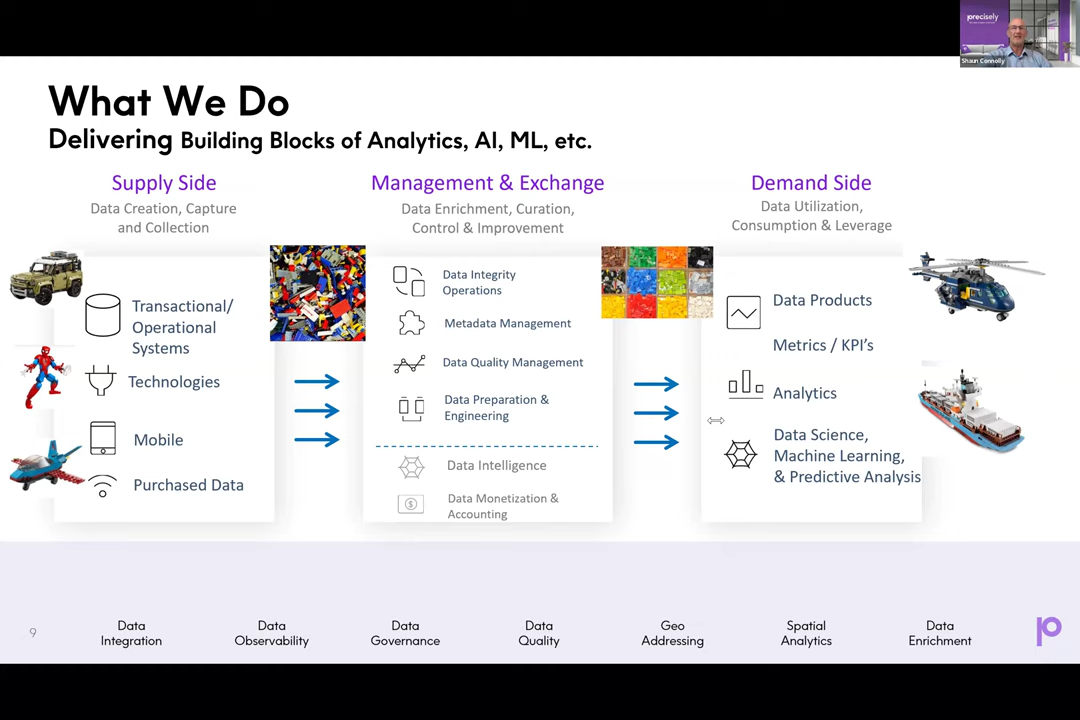 precisely
Shaun Connolly
What We Do
Delivering Building Blocks of Analytics, AI, ML, etc.
Supply Side
Data Creation, Capture
and Collection
Transactional/
Operational
Systems
Technologies
Mobile
Purchased Data
Management & Exchange
Data Enrichment, Curation,
Control & Improvement
Data Integrity
Operations
Metadata Management
Data Quality Management
Data Preparation &
Engineering
Data Intelligence
$
Data Monetization &
Accounting
Demand Side
Data Utilization,
Consumption & Leverage
Data Products
Metrics / KPI's
Analytics
Data Science,
Machine Learning,
& Predictive Analysis
9
Data
Integration
Data
Observability
Data
Governance
Data
Quality
Geo
Addressing
Spatial
Analytics
Data
Enrichment
p